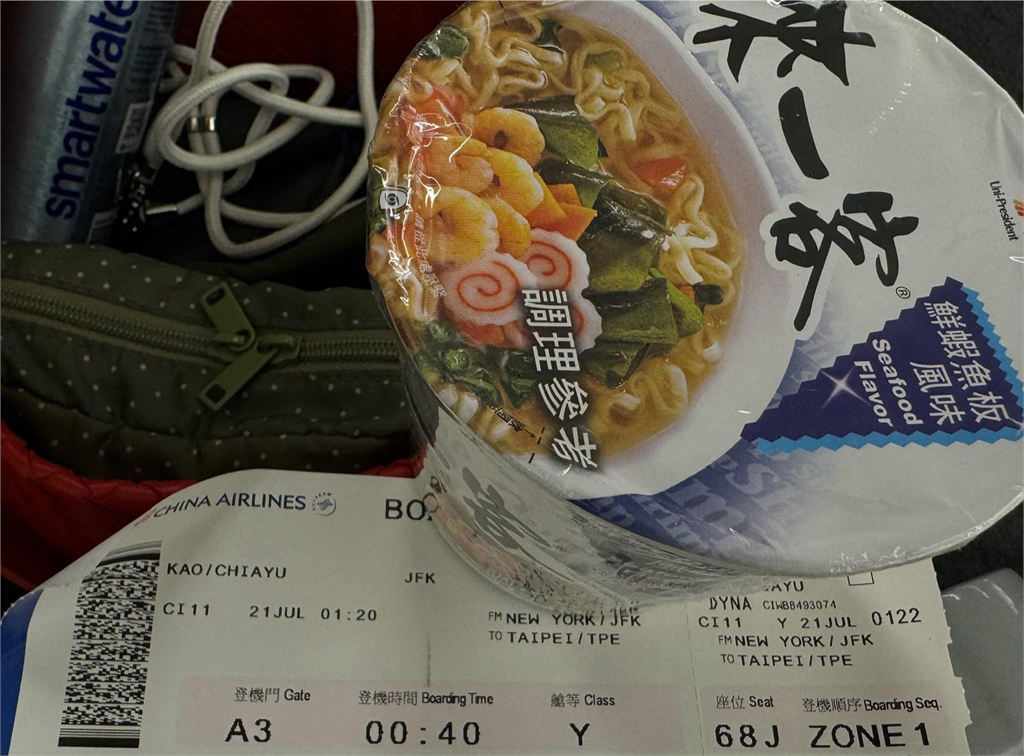 smartwate
來一客®
Uni-President
鮮蝦魚板
風味
Seafood
Flavor
調理參考
CHINA AIRLINES
BO
KAO/CHIAYU
JFK
CI11 21JUL 01:20
FM NEW YORK/JFK
TO TAIPEI/TPE
登機門 Gate
登機時間 Boarding Time
艙等 Class
A3
00:40
Y
AYU
DYNA CIWB8493074
CI11 Y 21JUL 0122
FM NEW YORK/JFK
TO TAIPEI/TPE
座位 Seat
登機順序 Boarding Seq.
68J
ZONE 1